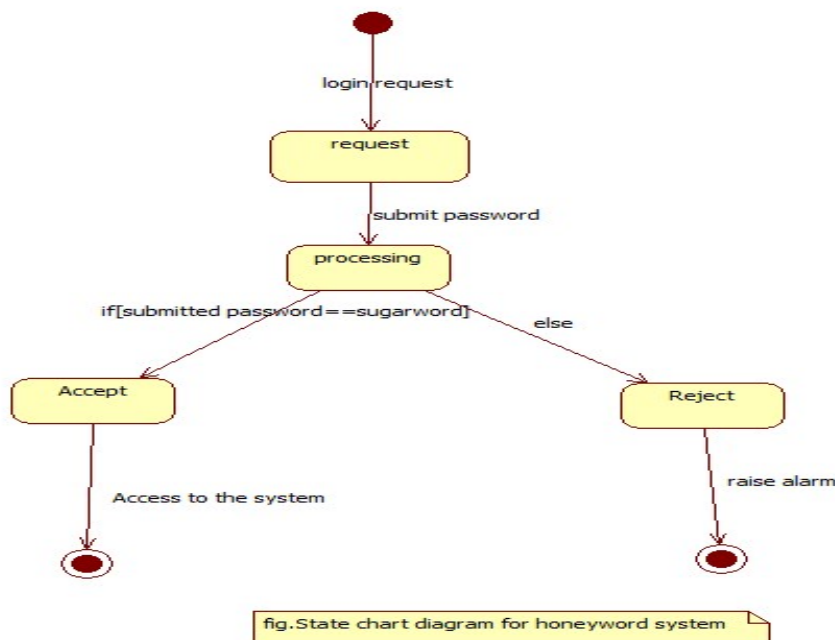 login request
request
submit password
processing
if[submitted password==sugarword]
else
Accept
Reject
Access to the system
raise alarm
fig.State chart diagram for honeyword system